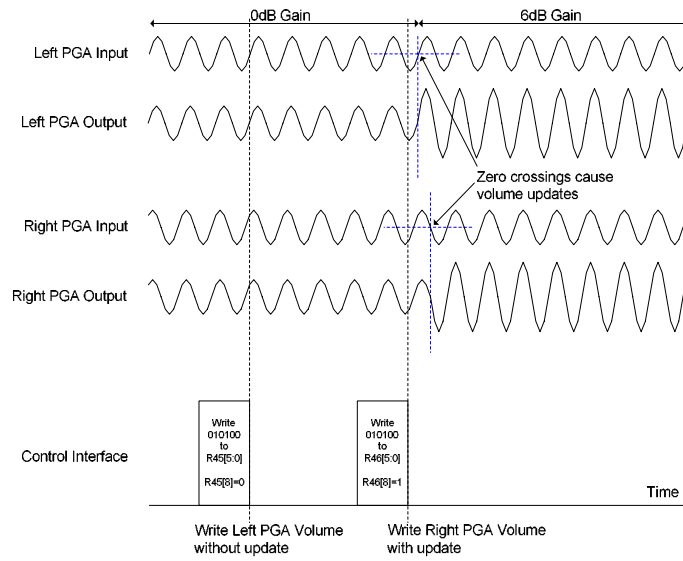 0dB Gain
6dB Gain
Left PGA Input
Left PGA Output
Zero crossings cause
volume updates
Right PGA Input
Right PGA Output
Write
010100
to
R45[5:0]
R45[8]=0
Write
010100
to
R46[5:0]
R46[8]=1
Control Interface
Time
Write Left PGA Volume
without update
Write Right PGA Volume
with update